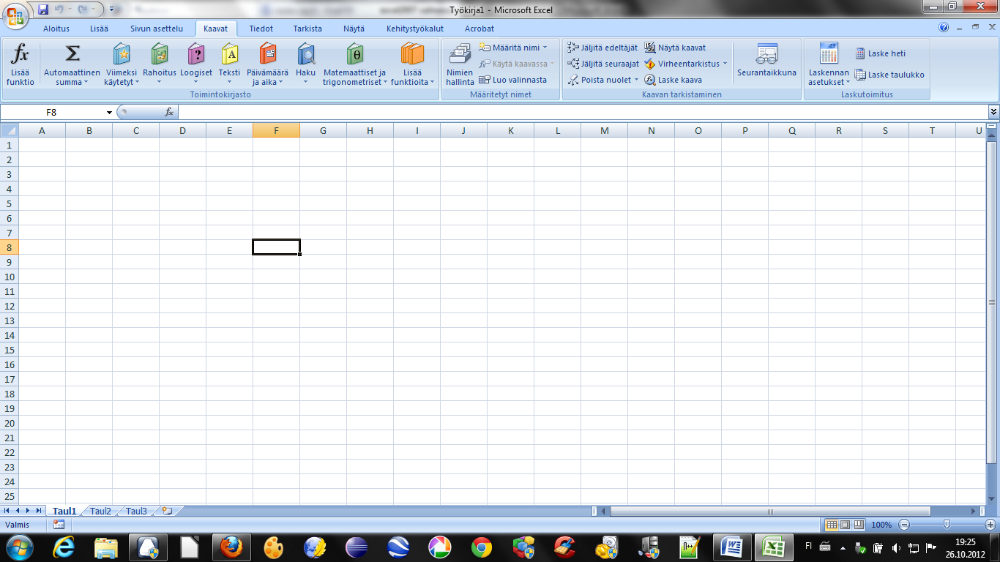 Työkirja1 - Microsoft Excel
Aloitus Lisää Sivun asettelu Kaavat Tiedot Tarkista Näytä Kehitystyökalut Acrobat
Lisää funktio
Automaattinen summa
Viimeksi käytetyt
Rahoitus
Loogiset
Teksti
Päivämäärä ja aika
Haku
Matemaattiset ja trigonometriset
Lisää funktioita
Toimintokirjasto
Nimien hallinta
Määritä nimi
Käytä kaavassa
Luo valinnasta
Määritetyt nimet
Jäljitä edeltäjät
Jäljitä seuraajat
Poista nuolet
Näytä kaavat
Virheentarkistus
Laske kaava
Seurantaikkuna
Kaavan tarkistaminen
Laskennan asetukset
Laske heti
Laske taulukko
Laskutoimitus
F8 fx
A B C D E F G H I J K L M N O P Q R S T U
1
2
3
4
5
6
7
8
9
10
11
12
13
14
15
16
17
18
19
20
21
22
23
24
25
Taul1 Taul2 Taul3
Valmis 100%
FI 19:25
26.10.2012